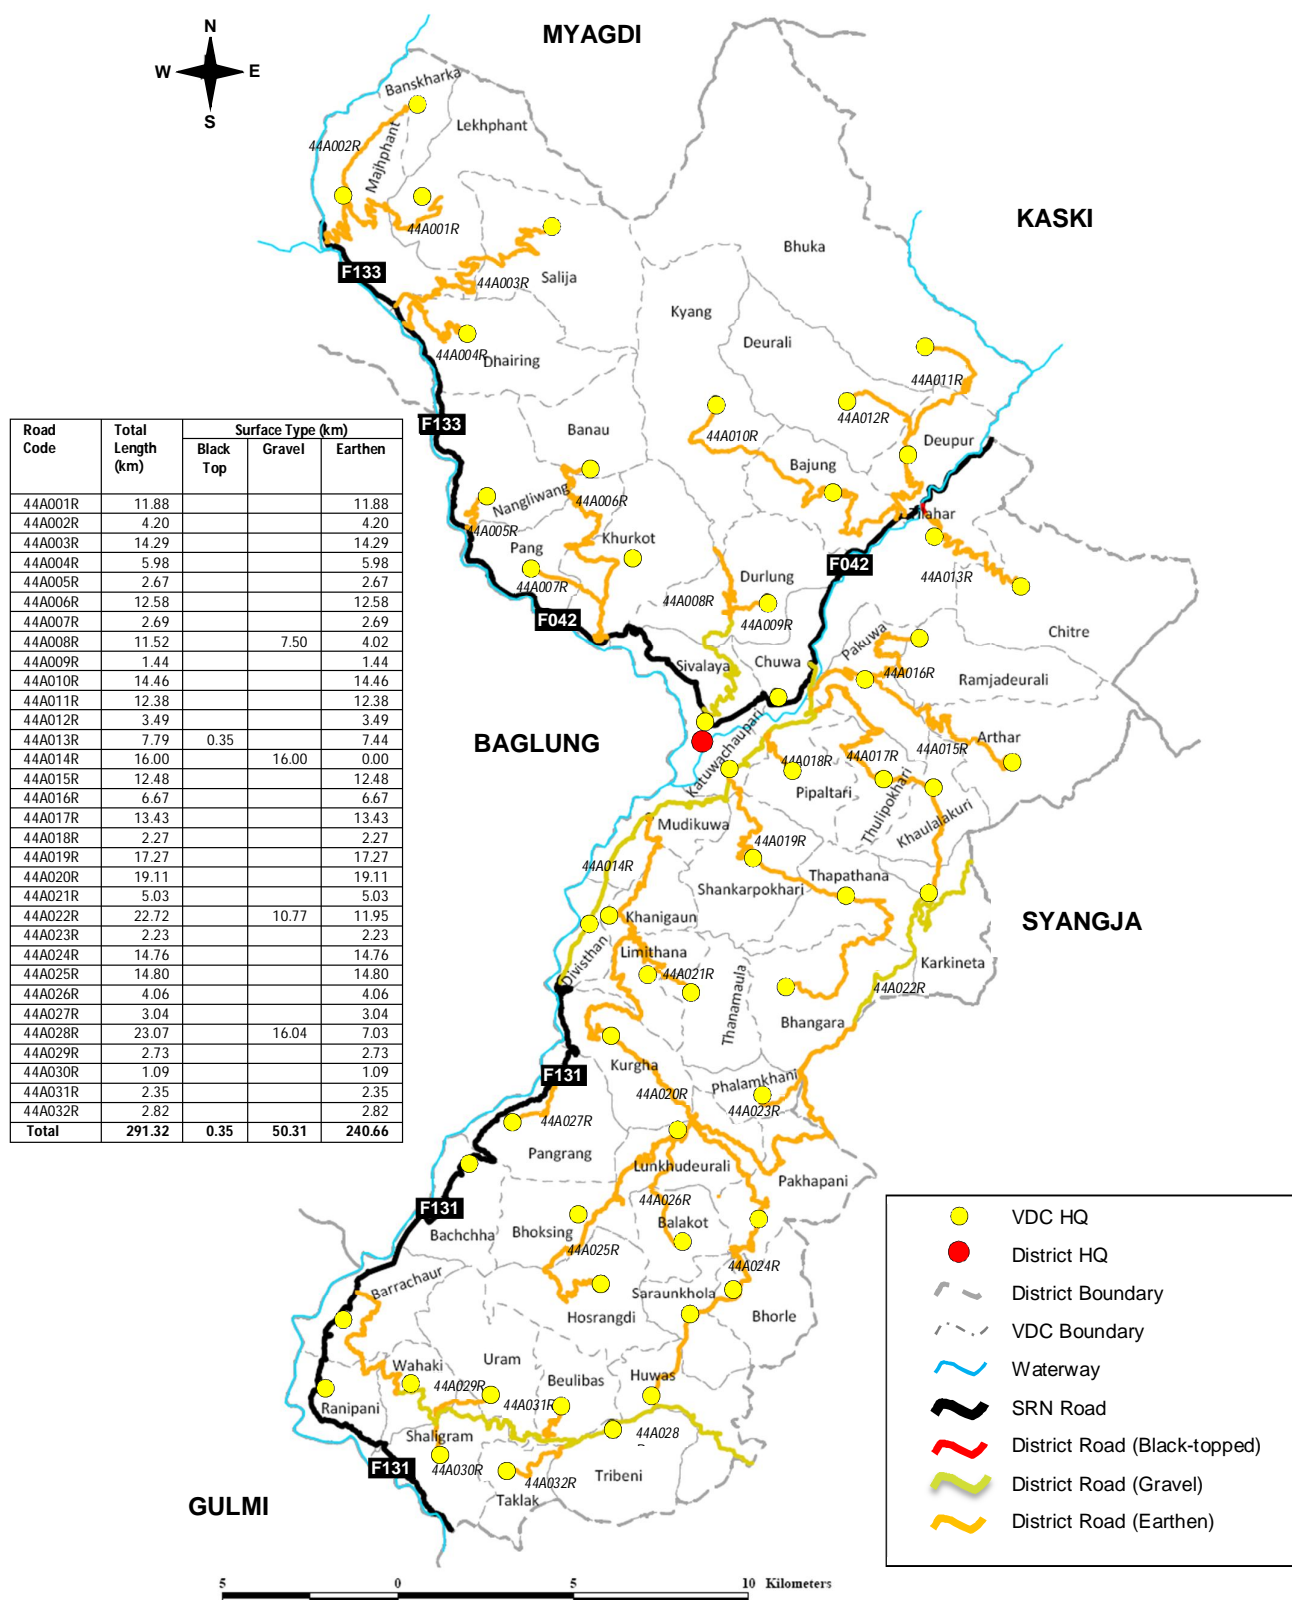 N
W E
S
MYAGDI
KASKI
BAGLUNG
SYANGJA
GULMI
Banskharka
Lekhphant
44A002R
Majhphant
44A001R
Bhuka
F133
44A003R
Salija
Kyang
Deurali
44A004R
Dhairing
44A011R
44A012R
F133
Banau
44A010R
Deupur
Bajung
Nangliwang
44A006R
44A005R
Khurkot
Pang
F042
Durlung
44A007R
44A008R
44A013R
44A009R
F042
Chitre
Pakuwa
Sivalaya
Chuwa
44A016R
Ramjadeurali
Katuwachaupari
Arthar
44A015R
44A018R
44A017R
Pipaltari
Thulipokhari
Khaulalakuri
Mudikuwa
44A019R
44A014R
Shankarpokhari
Thapathana
Khanigaun
Divisthan
Limithana
44A021R
Thanamaula
Karkineta
44A022R
Bhangara
F131
Kurgha
Phalamkhani
44A020R
44A023R
44A027R
Pangrang
Lunkhudeurali
Pakhapani
44A026R
F131
Balakot
Bachchha
Bhoksing
44A025R
44A024R
Barrachaur
Saraunkhola
Hosrangdi
Bhorle
Wahaki
Uram
44A029R
Beulibas
Huwas
44A031R
Ranipani
Shaligram
44A028
F131
44A030R
44A032R
Tribeni
Taklak
Road Code Total Length (km) Surface Type (km)
Black Top Gravel Earthen
44A001R 11.88 11.88
44A002R 4.20 4.20
44A003R 14.29 14.29
44A004R 5.98 5.98
44A005R 2.67 2.67
44A006R 12.58 12.58
44A007R 2.69 2.69
44A008R 11.52 7.50 4.02
44A009R 1.44 1.44
44A010R 14.46 14.46
44A011R 12.38 12.38
44A012R 3.49 3.49
44A013R 7.79 0.35 7.44
44A014R 16.00 16.00 0.00
44A015R 12.48 12.48
44A016R 6.67 6.67
44A017R 13.43 13.43
44A018R 2.27 2.27
44A019R 17.27 17.27
44A020R 19.11 19.11
44A021R 5.03 5.03
44A022R 22.72 10.77 11.95
44A023R 2.23 2.23
44A024R 14.76 14.76
44A025R 14.80 14.80
44A026R 4.06 4.06
44A027R 3.04 3.04
44A028R 23.07 16.04 7.03
44A029R 2.73 2.73
44A030R 1.09 1.09
44A031R 2.35 2.35
44A032R 2.82 2.82
Total 291.32 0.35 50.31 240.66
VDC HQ
District HQ
District Boundary
VDC Boundary
Waterway
SRN Road
District Road (Black-topped)
District Road (Gravel)
District Road (Earthen)
5 0 5 10 Kilometers